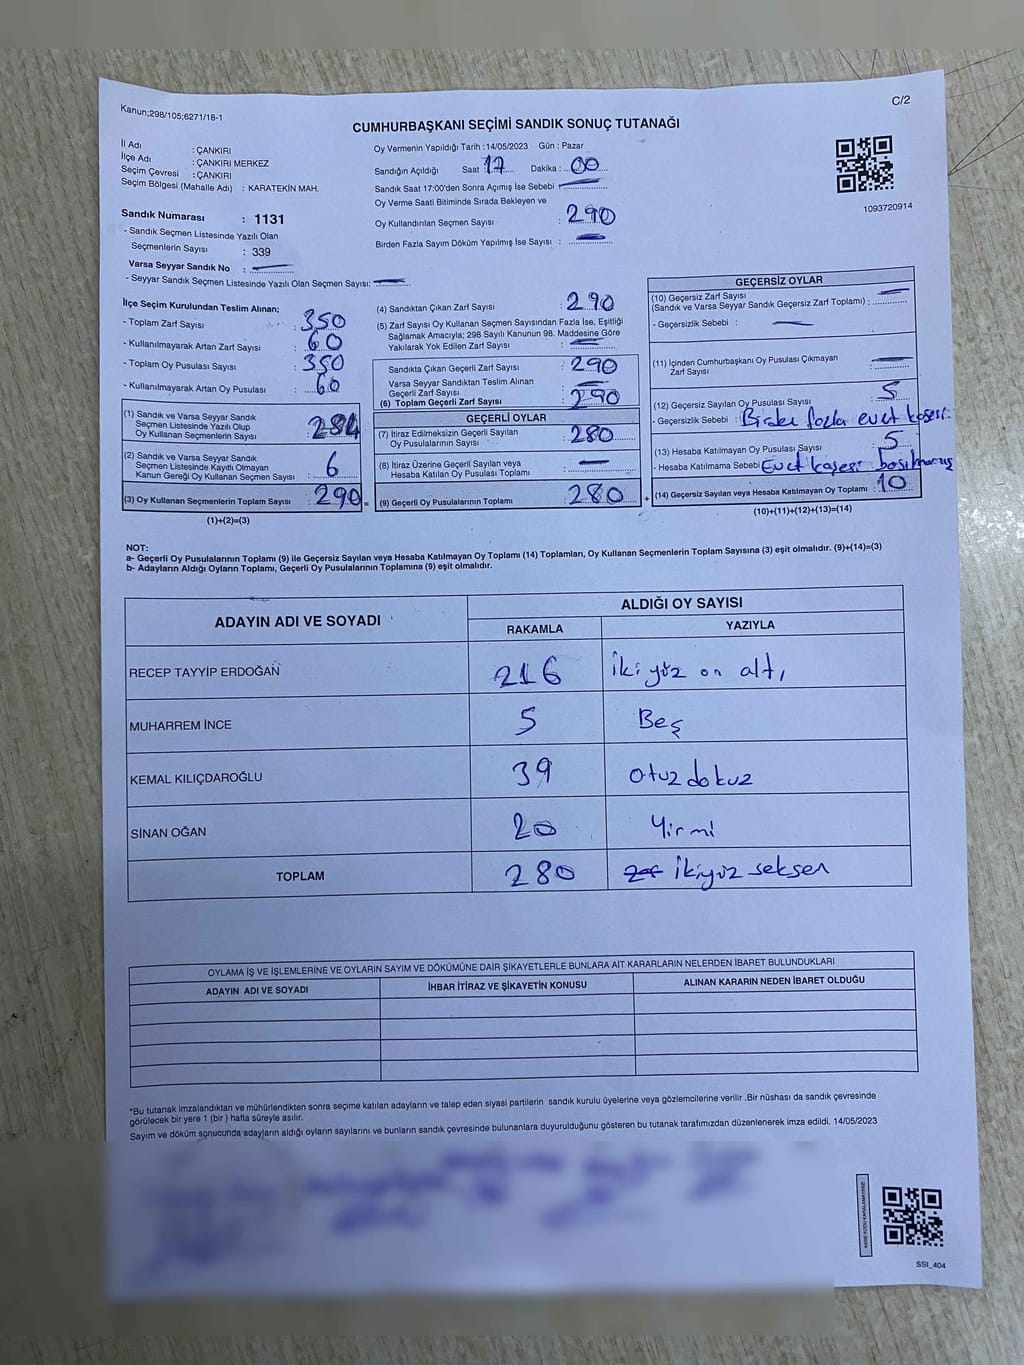 Kanun;298/105;6271/18-1
C/2
CUMHURBAŞKANI SEÇİMİ SANDIK SONUÇ TUTANAĞI
İl Adı : ÇANKIRI
İlçe Adı : ÇANKIRI MERKEZ
Seçim Çevresi : ÇANKIRI
Seçim Bölgesi (Mahalle Adı) : KARATEKİN MAH.
Oy Vermenin Yapıldığı Tarih :14/05/2023 Gün : Pazar
Sandığın Açıldığı Saat : 17 Dakika : 00
Sandık Saat 17:00'den Sonra Açımış İse Sebebi
Oy Verme Saati Bitiminde Sırada Bekleyen ve
Oy Kullandırılan Seçmen Sayısı : 290
Birden Fazla Sayım Döküm Yapılmış İse Sayısı :
1093720914
Sandık Numarası : 1131
- Sandık Seçmen Listesinde Yazılı Olan
Seçmenlerin Sayısı : 339
Varsa Seyyar Sandık No :
- Seyyar Sandık Seçmen Listesinde Yazılı Olan Seçmen Sayısı:
İlçe Seçim Kurulundan Teslim Alınan;
- Toplam Zarf Sayısı : 350
- Kullanılmayarak Artan Zarf Sayısı : 60
- Toplam Oy Pusulası Sayısı : 350
- Kullanılmayarak Artan Oy Pusulası : 60
(1) Sandık ve Varsa Seyyar Sandık
Seçmen Listesinde Yazılı Olup
Oy Kullanan Seçmenlerin Sayısı : 284
(2) Sandık ve Varsa Seyyar Sandık
Seçmen Listesinde Kayıtlı Olmayan
Kanun Gereği Oy Kullanan Seçmen Sayısı : 6
(3) Oy Kullanan Seçmenlerin Toplam Sayısı : 290 =
(1)+(2)=(3)
(4) Sandıktan Çıkan Zarf Sayısı : 290
(5) Zarf Sayısı Oy Kullanan Seçmen Sayısından Fazla İse, Eşitliği
Sağlamak Amacıyla; 298 Sayılı Kanunun 98. Maddesine Göre
Yakılarak Yok Edilen Zarf Sayısı :
Sandıkta Çıkan Geçerli Zarf Sayısı : 290
Varsa Seyyar Sandıktan Teslim Alınan
Geçerli Zarf Sayısı :
(6) Toplam Geçerli Zarf Sayısı : 290
GEÇERLİ OYLAR
(7) İtiraz Edilmeksizin Geçerli Sayılan
Oy Pusulalarının Sayısı : 280
(8) İtiraz Üzerine Geçerli Sayılan veya
Hesaba Katılan Oy Pusulası Toplamı :
(9) Geçerli Oy Pusulalarının Toplamı : 280 +
GEÇERSİZ OYLAR
(10) Geçersiz Zarf Sayısı
(Sandık ve Varsa Seyyar Sandık Geçersiz Zarf Toplamı) :
- Geçersizlik Sebebi :
(11) İçinden Cumhurbaşkanı Oy Pusulası Çıkmayan
Zarf Sayısı :
(12) Geçersiz Sayılan Oy Pusulası Sayısı : 5
- Geçersizlik Sebebi : Birden fazla evet kaşesi
(13) Hesaba Katılmayan Oy Pusulası Sayısı : 5
- Hesaba Katılmama Sebebi : Evet kaşesi basılmamış
(14) Geçersiz Sayılan veya Hesaba Katılmayan Oy Toplamı : 10
(10)+(11)+(12)+(13)=(14)
NOT:
a- Geçerli Oy Pusulalarının Toplamı (9) ile Geçersiz Sayılan veya Hesaba Katılmayan Oy Toplamı (14) Toplamları, Oy Kullanan Seçmenlerin Toplam Sayısına (3) eşit olmalıdır. (9)+(14)=(3)
b- Adayların Aldığı Oyların Toplamı, Geçerli Oy Pusulalarının Toplamına (9) eşit olmalıdır.
ADAYIN ADI VE SOYADI
ALDIĞI OY SAYISI
RAKAMLA YAZIYLA
RECEP TAYYİP ERDOĞAN 216 İkiyüz on altı
MUHARREM İNCE 5 Beş
KEMAL KILIÇDAROĞLU 39 Otuz dokuz
SİNAN OĞAN 20 Yirmi
TOPLAM 280 ikiyüz seksen
OYLAMA İŞ VE İŞLEMLERİNE VE OYLARIN SAYIM VE DÖKÜMÜNE DAİR ŞİKAYETLERLE BUNLARA AİT KARARLARIN NELERDEN İBARET BULUNDUKLARI
ADAYIN ADI VE SOYADI İHBAR İTİRAZ VE ŞİKAYETİN KONUSU ALINAN KARARIN NEDEN İBARET OLDUĞU
*Bu tutanak imzalandıktan ve mühürlendikten sonra seçime katılan adayların ve talep eden siyasi partilerin sandık kurulu üyelerine veya gözlemcilerine verilir .Bir nüshası da sandık çevresinde
görülecek bir yere 1 (bir ) hafta süreyle asılır.
Sayım ve döküm sonucunda adayların aldığı oyların sayılarını ve bunların sandık çevresinde bulunanlara duyurulduğunu gösteren bu tutanak tarafımızdan düzenlenerek imza edildi. 14/05/2023
KARE KODU KARALAMAYINIZ!
SSI_404